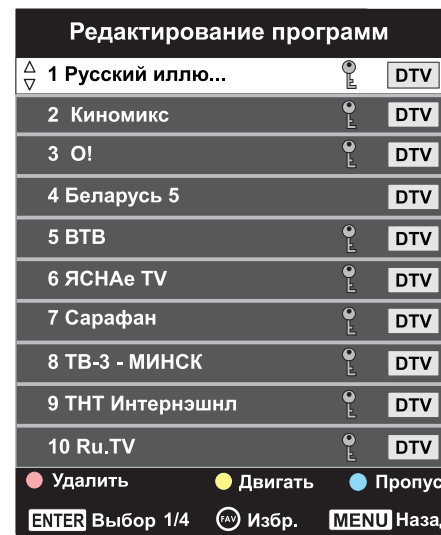 Редактирование программ
1 Русский иллю... DTV
2 Киномикс DTV
3 О! DTV
4 Беларусь 5 DTV
5 ВТВ DTV
6 ЯСНАе TV DTV
7 Сарафан DTV
8 ТВ-3 - МИНСК DTV
9 ТНТ Интернэшнл DTV
10 Ru.TV DTV
Удалить Двигать Пропус
ENTER Выбор 1/4 FAV Избр. MENU Назад